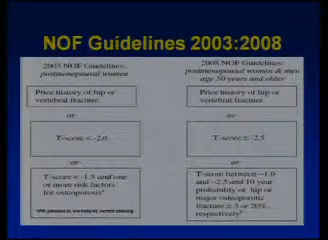 NOF Guidelines 2003:2008
2003 NOF Guidelines:
postmenopausal women
Prior history of hip or
vertebral fracture
or
T-score < -2.0
or
T-score < -1.5 and one
or more risk factors
for osteoporosis
2008 NOF Guidelines:
postmenopausal women & men
age 50 years and older
Prior history of hip or
vertebral fracture
or
T-score ≤ -2.5
or
T-score between -1.0
and -2.5 and 10 year
probability of hip or
major osteoporotic
fracture ≥ 3 or 20%,
respectively